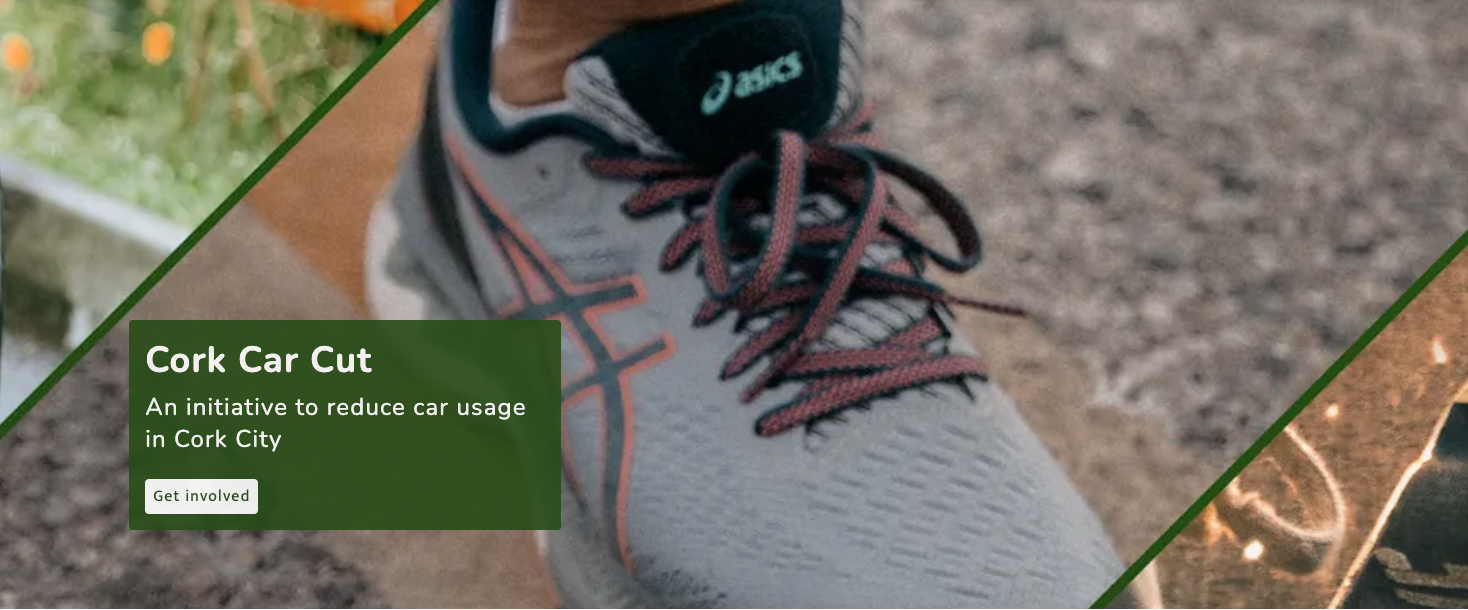 asics
Cork Car Cut
An initiative to reduce car usage
in Cork City
Get involved